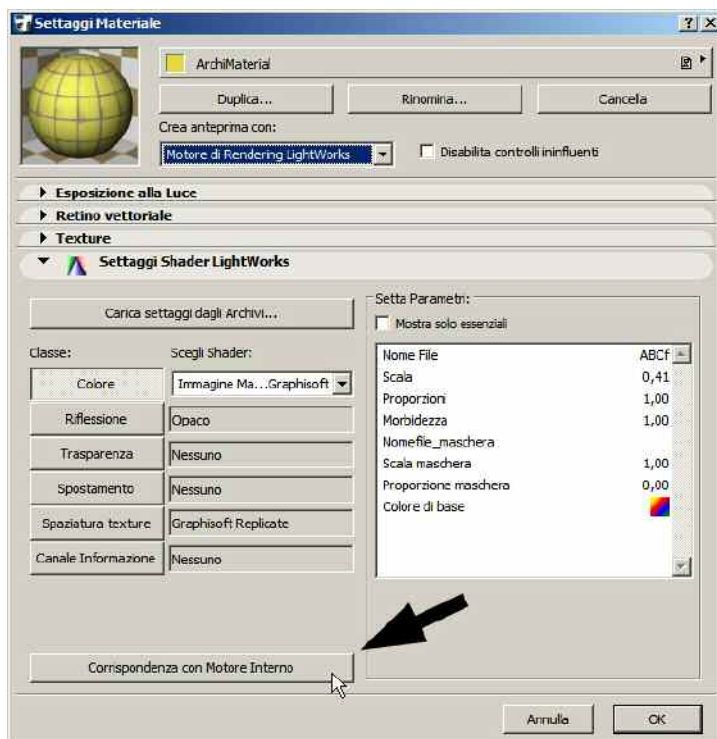 Settaggi Materiale
ArchiMaterial
Duplica...
Rinomina...
Cancella
Crea anteprima con:
Motore di Rendering LightWorks
Disabilita controlli ininfluenti
Esposizione alla Luce
Retino vettoriale
Texture
Settaggi Shader LightWorks
Carica settaggi dagli Archivi...
Classe:
Scegli Shader:
Colore
Immagine Ma...Graphisoft
Riflessione
Opaco
Trasparenza
Nessuno
Spostamento
Nessuno
Spaziatura texture
Graphisoft Replicate
Canale Informazione
Nessuno
Corrispondenza con Motore Interno
Setta Parametri:
Mostra solo essenziali
Nome File ABCf
Scala 0,41
Proporzioni 1,00
Morbidezza 1,00
Nomefile_maschera
Scala maschera 1,00
Proporzione maschera 0,00
Colore di base
Annulla
OK